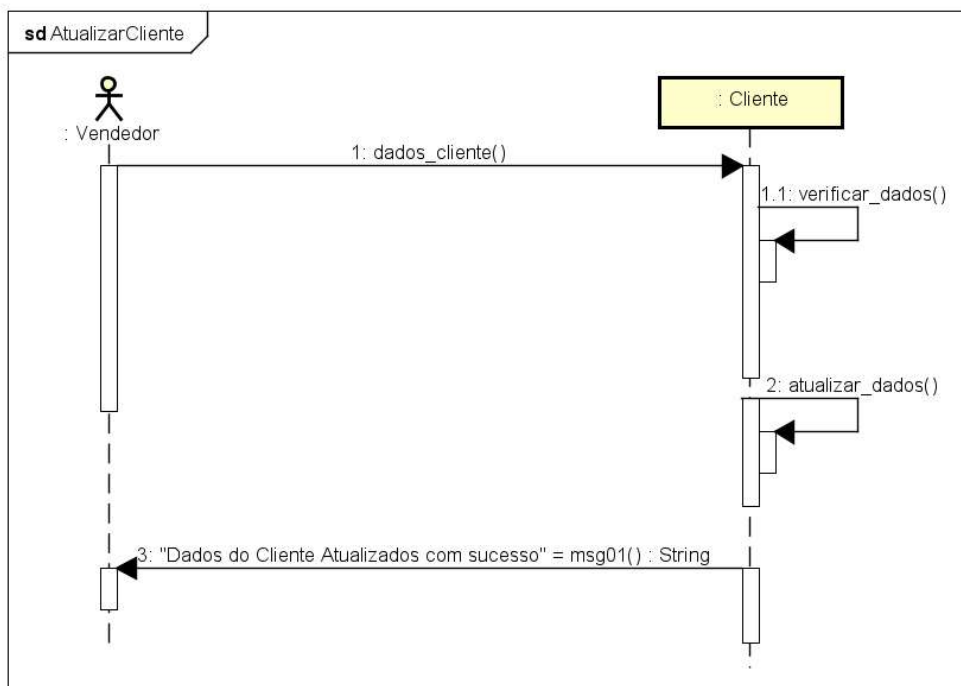 sd AtualizarCliente
: Vendedor
: Cliente
1: dados_cliente()
1.1: verificar_dados()
2: atualizar_dados()
3: "Dados do Cliente Atualizados com sucesso" = msg01() : String